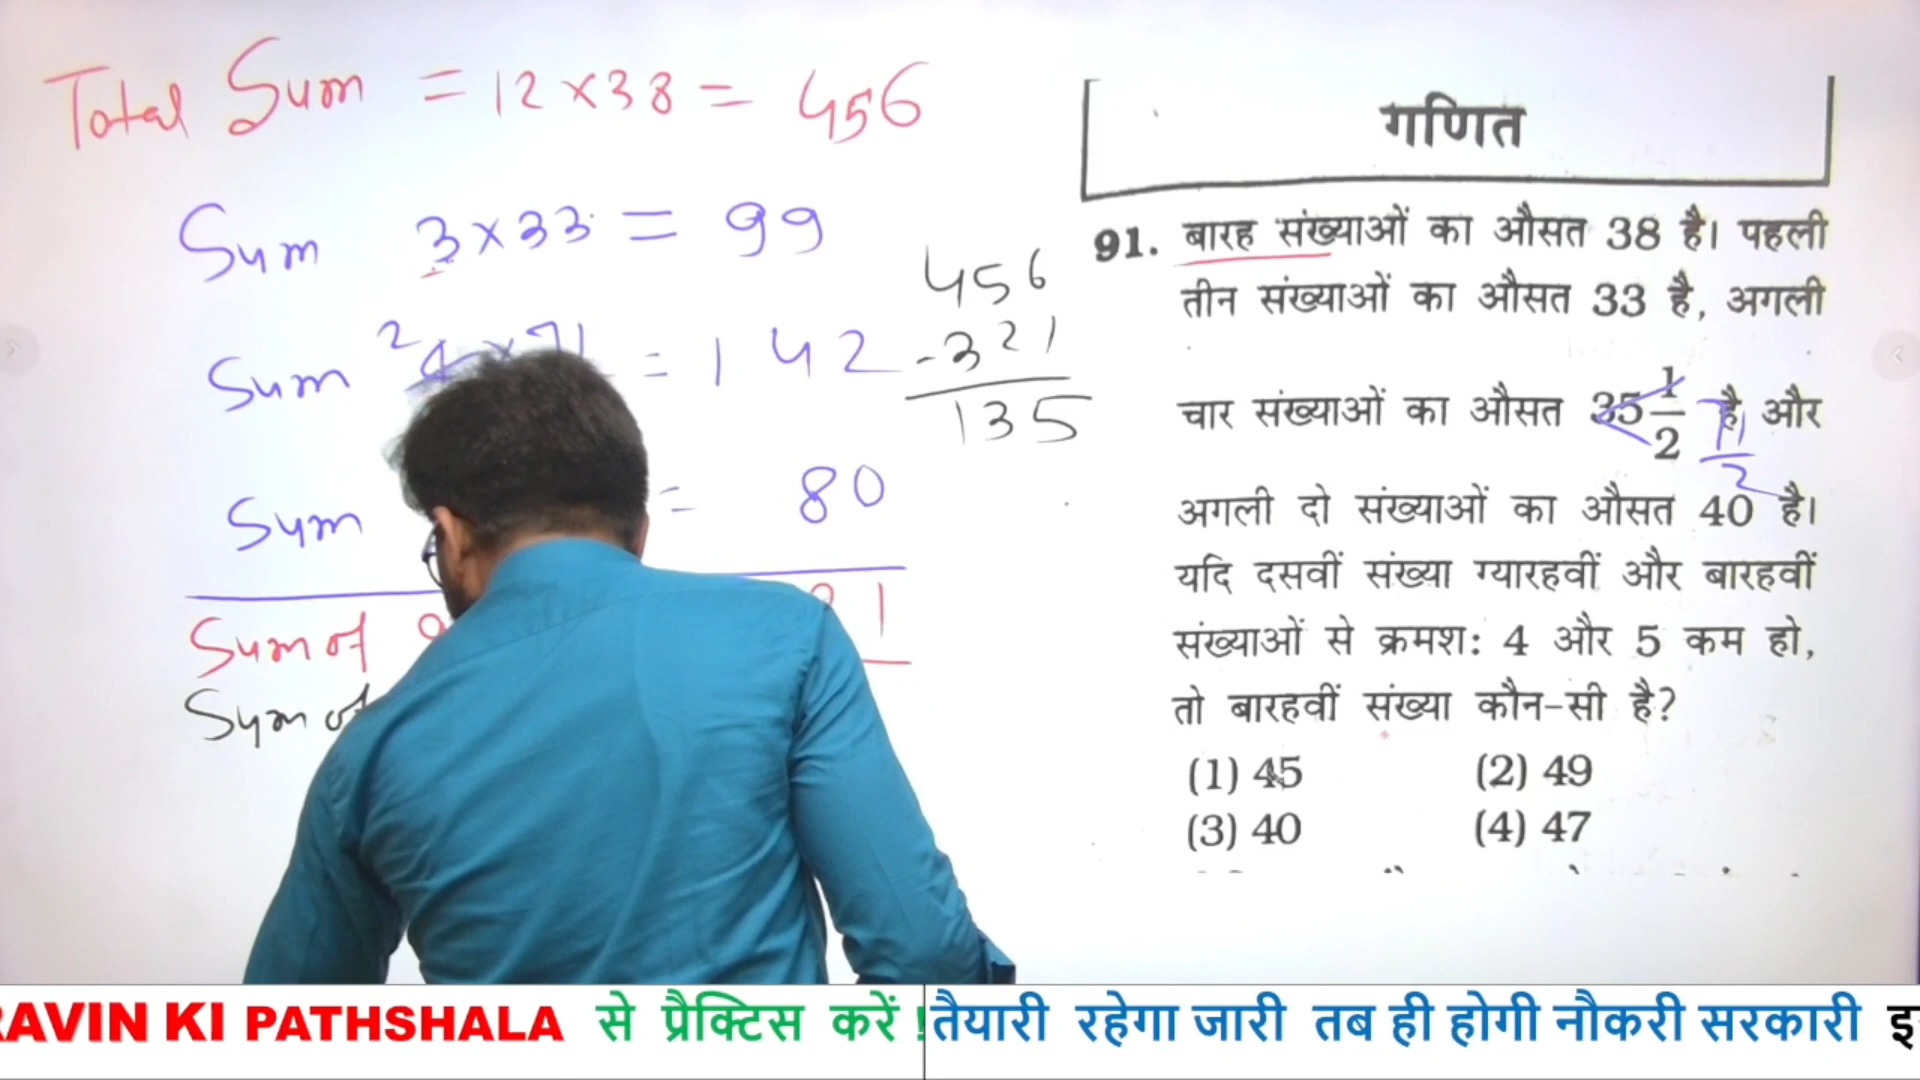 Total Sum = 12 × 38 = 456
Sum 3 × 33 = 99
Sum = 142
Sum = 80
Sum of
Sum of
456
- 321
135
गणित
91. बारह संख्याओं का औसत 38 है। पहली
तीन संख्याओं का औसत 33 है, अगली
चार संख्याओं का औसत 35 1/2 है और
71/2
अगली दो संख्याओं का औसत 40 है।
यदि दसवीं संख्या ग्यारहवीं और बारहवीं
संख्याओं से क्रमश: 4 और 5 कम हो,
तो बारहवीं संख्या कौन-सी है?
(1) 45 (2) 49
(3) 40 (4) 47
RAVIN KI PATHSHALA से प्रैक्टिस करें ! तैयारी रहेगा जारी तब ही होगी नौकरी सरकारी